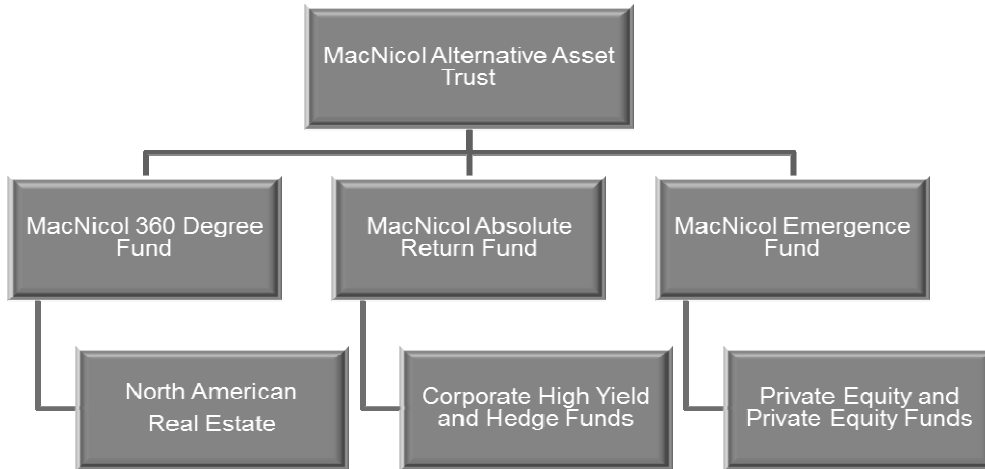 MacNicol Alternative Asset
Trust
MacNicol 360 Degree
Fund
MacNicol Absolute
Return Fund
MacNicol Emergence
Fund
North American
Real Estate
Corporate High Yield
and Hedge Funds
Private Equity and
Private Equity Funds